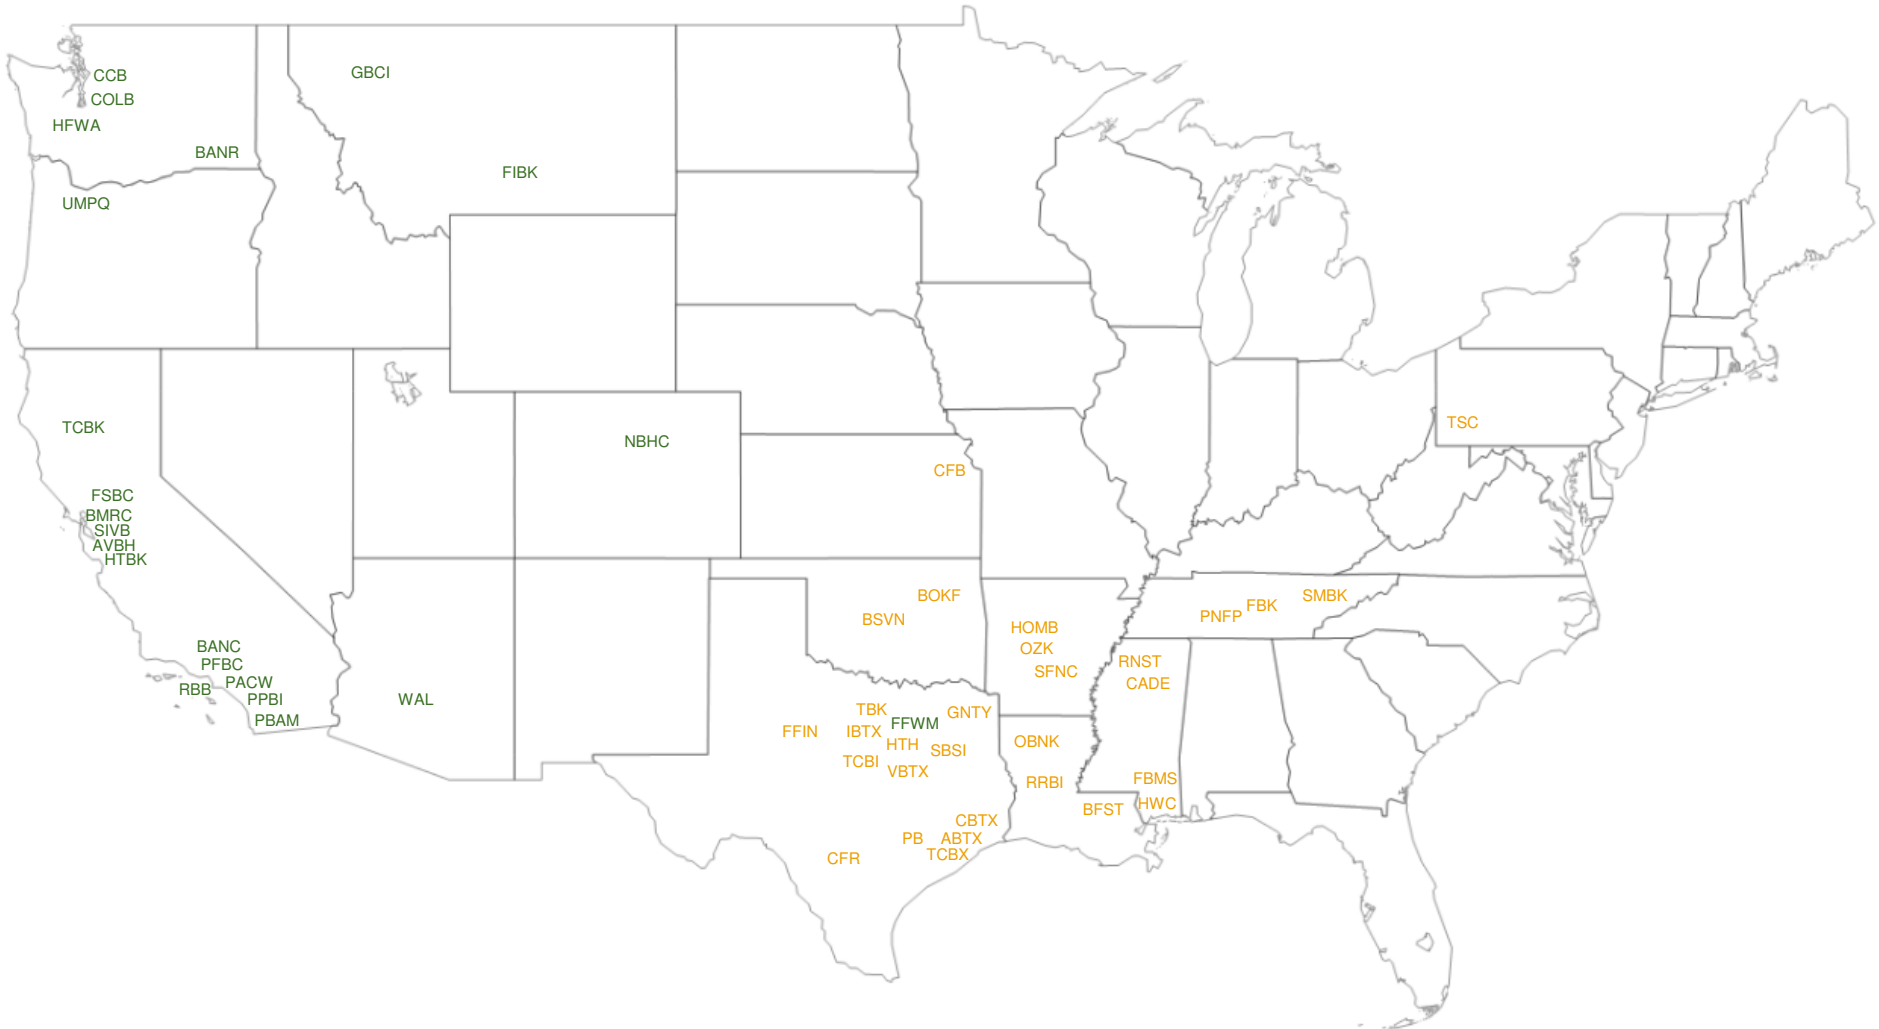 GBCI
CCB
COLB
HFWA
BANR
FIBK
UMPQ
TCBK
NBHC
TSC
CFB
FSBC
BMRC
SIVB
AVBH
HTBK
BOKF
BSVN
HOMB
OZK
SFNC
PNFP
FBK
SMBK
BANC
PFBC
PACW
RBB
PPBI
PBAM
WAL
RNST
CADE
TBK
FFWM
GNTY
FFIN
IBTX
HTH
SBSI
TCBI
VBTX
OBNK
RRBI
FBMS
HWC
BFST
CBTX
PB
ABTX
TCBX
CFR